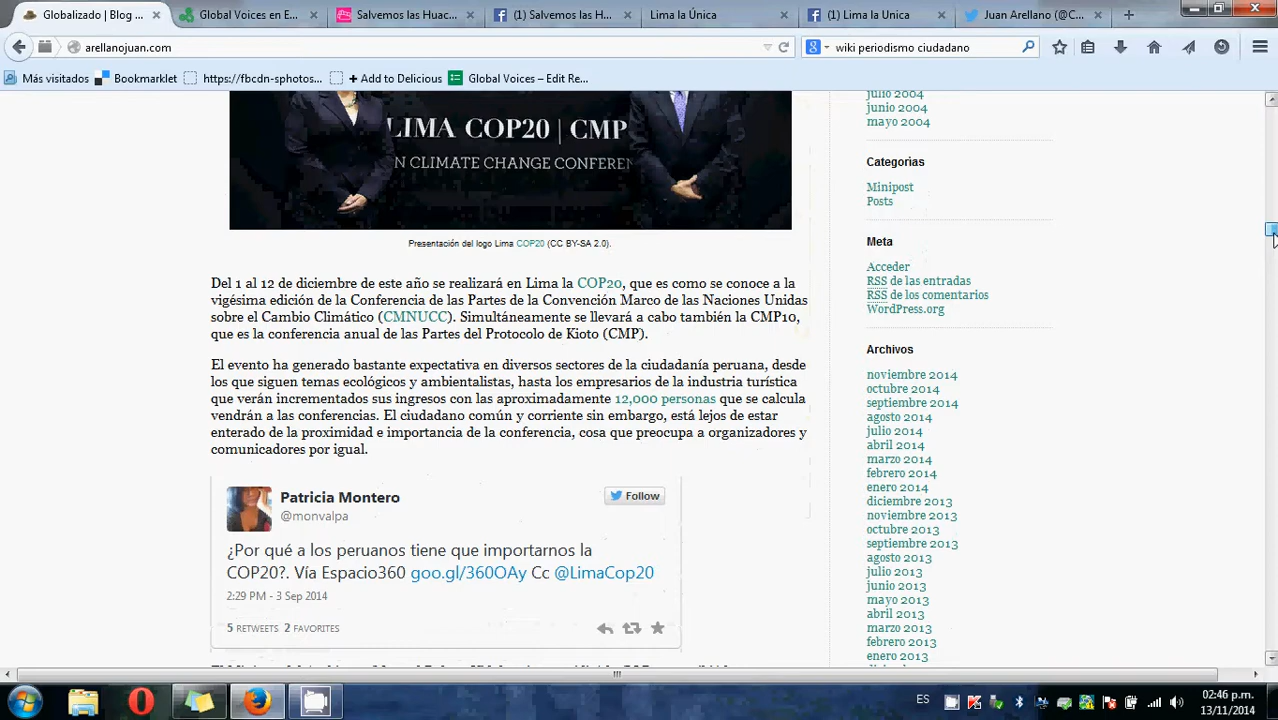 Globalizado | Blog ...
Global Voices en E...
Salvemos las Huac...
(1) Salvemos las H...
Lima la Única
(1) Lima la Unica
Juan Arellano (@C...
arellanojuan.com
wiki periodismo ciudadano
Más visitados
Bookmarklet
https://fbcdn-sphotos...
+ Add to Delicious
Global Voices – Edit Re...
LIMA COP20 | CMP
N CLIMATE CHANGE CONFEREN
Presentación del logo Lima COP20 (CC BY-SA 2.0).
Del 1 al 12 de diciembre de este año se realizará en Lima la COP20, que es como se conoce a la
vigésima edición de la Conferencia de las Partes de la Convención Marco de las Naciones Unidas
sobre el Cambio Climático (CMNUCC). Simultáneamente se llevará a cabo también la CMP10,
que es la conferencia anual de las Partes del Protocolo de Kioto (CMP).
El evento ha generado bastante expectativa en diversos sectores de la ciudadanía peruana, desde
los que siguen temas ecológicos y ambientalistas, hasta los empresarios de la industria turística
que verán incrementados sus ingresos con las aproximadamente 12,000 personas que se calcula
vendrán a las conferencias. El ciudadano común y corriente sin embargo, está lejos de estar
enterado de la proximidad e importancia de la conferencia, cosa que preocupa a organizadores y
comunicadores por igual.
Patricia Montero
@monvalpa
Follow
¿Por qué a los peruanos tiene que importarnos la
COP20?. Vía Espacio360 goo.gl/360OAy Cc @LimaCop20
2:29 PM - 3 Sep 2014
5 RETWEETS 2 FAVORITES
julio 2004
junio 2004
mayo 2004
Categorías
Minipost
Posts
Meta
Acceder
RSS de las entradas
RSS de los comentarios
WordPress.org
Archivos
noviembre 2014
octubre 2014
septiembre 2014
agosto 2014
julio 2014
abril 2014
marzo 2014
febrero 2014
enero 2014
diciembre 2013
noviembre 2013
octubre 2013
septiembre 2013
agosto 2013
julio 2013
junio 2013
mayo 2013
abril 2013
marzo 2013
febrero 2013
enero 2013
ES
02:46 p.m.
13/11/2014